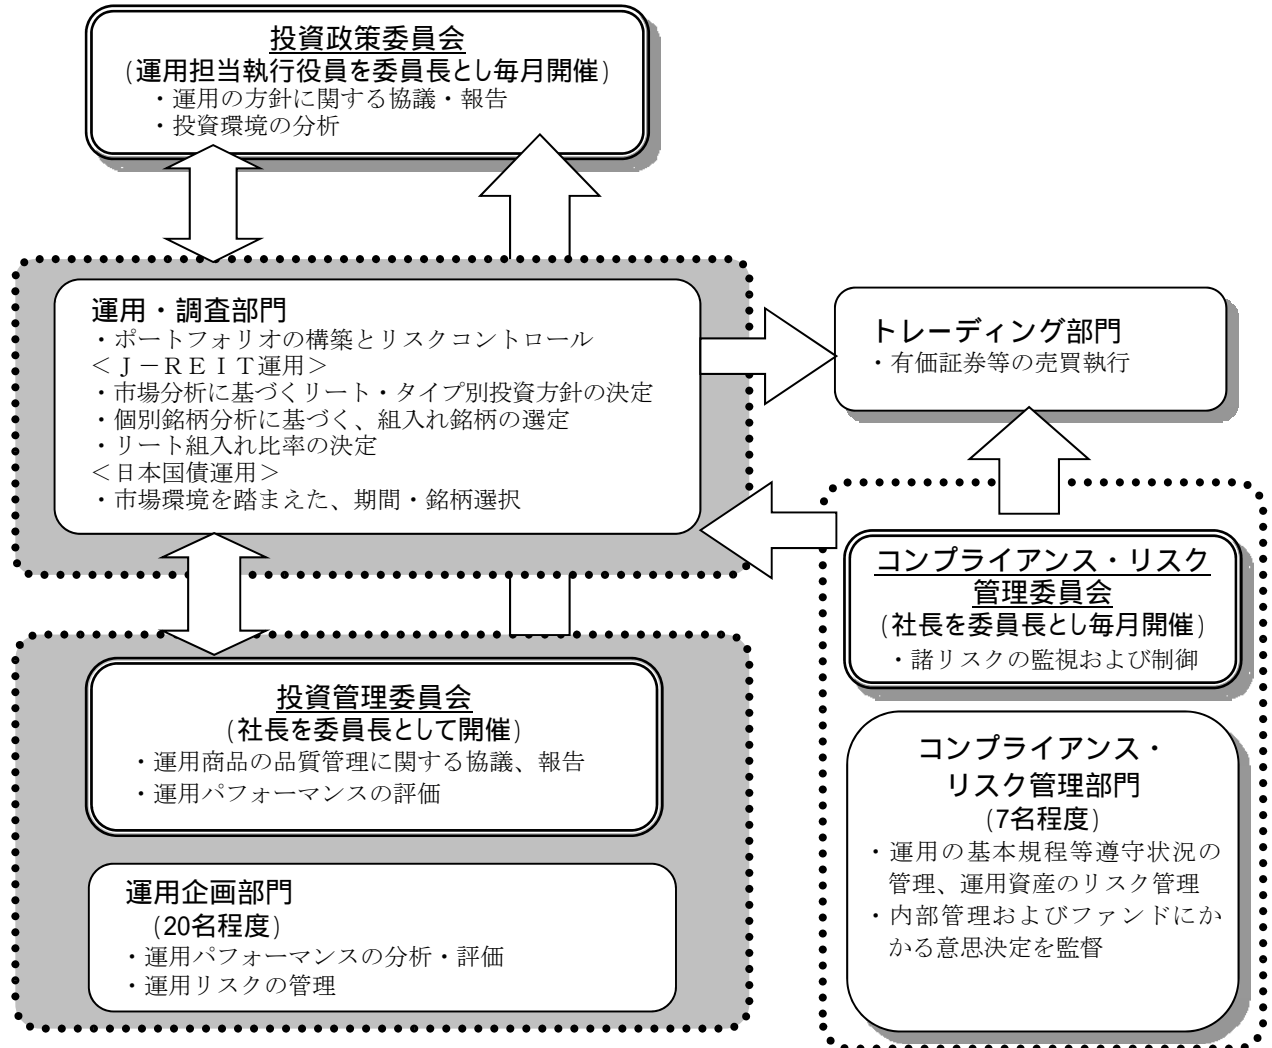 投資政策委員会
(運用担当執行役員を委員長とし毎月開催)
・運用の方針に関する協議・報告
・投資環境の分析
運用・調査部門
・ポートフォリオの構築とリスクコントロール
＜Ｊ－ＲＥＩＴ運用＞
・市場分析に基づくリート・タイプ別投資方針の決定
・個別銘柄分析に基づく、組入れ銘柄の選定
・リート組入れ比率の決定
＜日本国債運用＞
・市場環境を踏まえた、期間・銘柄選択
トレーディング部門
・有価証券等の売買執行
コンプライアンス・リスク
管理委員会
(社長を委員長とし毎月開催)
・諸リスクの監視および制御
投資管理委員会
(社長を委員長として開催)
・運用商品の品質管理に関する協議、報告
・運用パフォーマンスの評価
運用企画部門
(20名程度)
・運用パフォーマンスの分析・評価
・運用リスクの管理
コンプライアンス・
リスク管理部門
(7名程度)
・運用の基本規程等遵守状況の
管理、運用資産のリスク管理
・内部管理およびファンドにか
かる意思決定を監督